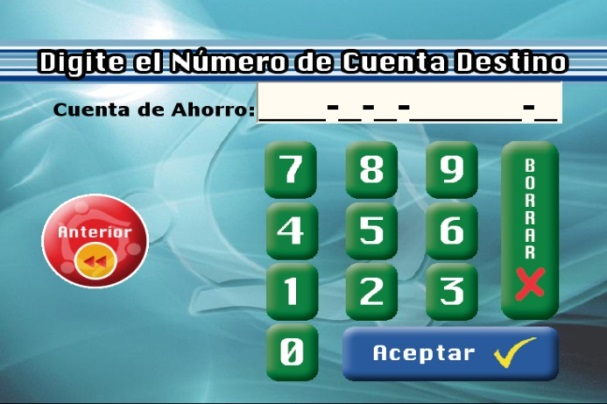 Digite el Número de Cuenta Destino
Cuenta de Ahorro: ____-_-_-______-_
7 8 9 BORRAR
Anterior
4 5 6
1 2 3
0 Aceptar